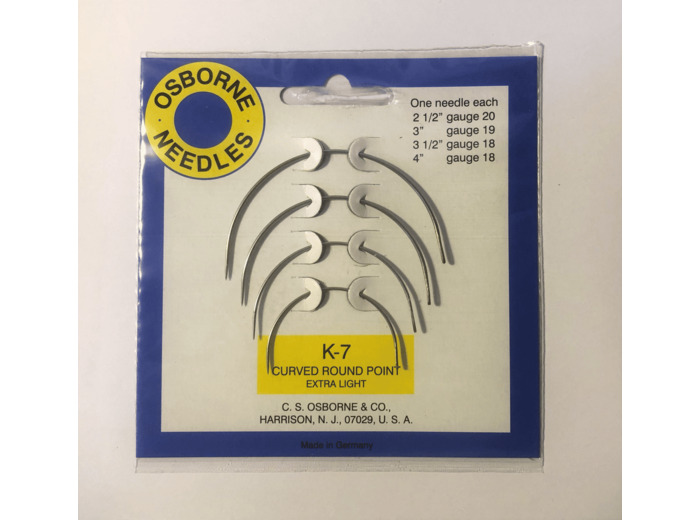 OSBORNE
NEEDLES
One needle each
2 1/2” gauge 20
3” gauge 19
3 1/2” gauge 18
4” gauge 18
K-7
CURVED ROUND POINT
EXTRA LIGHT
C. S. OSBORNE & CO.,
HARRISON, N. J., 07029, U. S. A.
Made in Germany